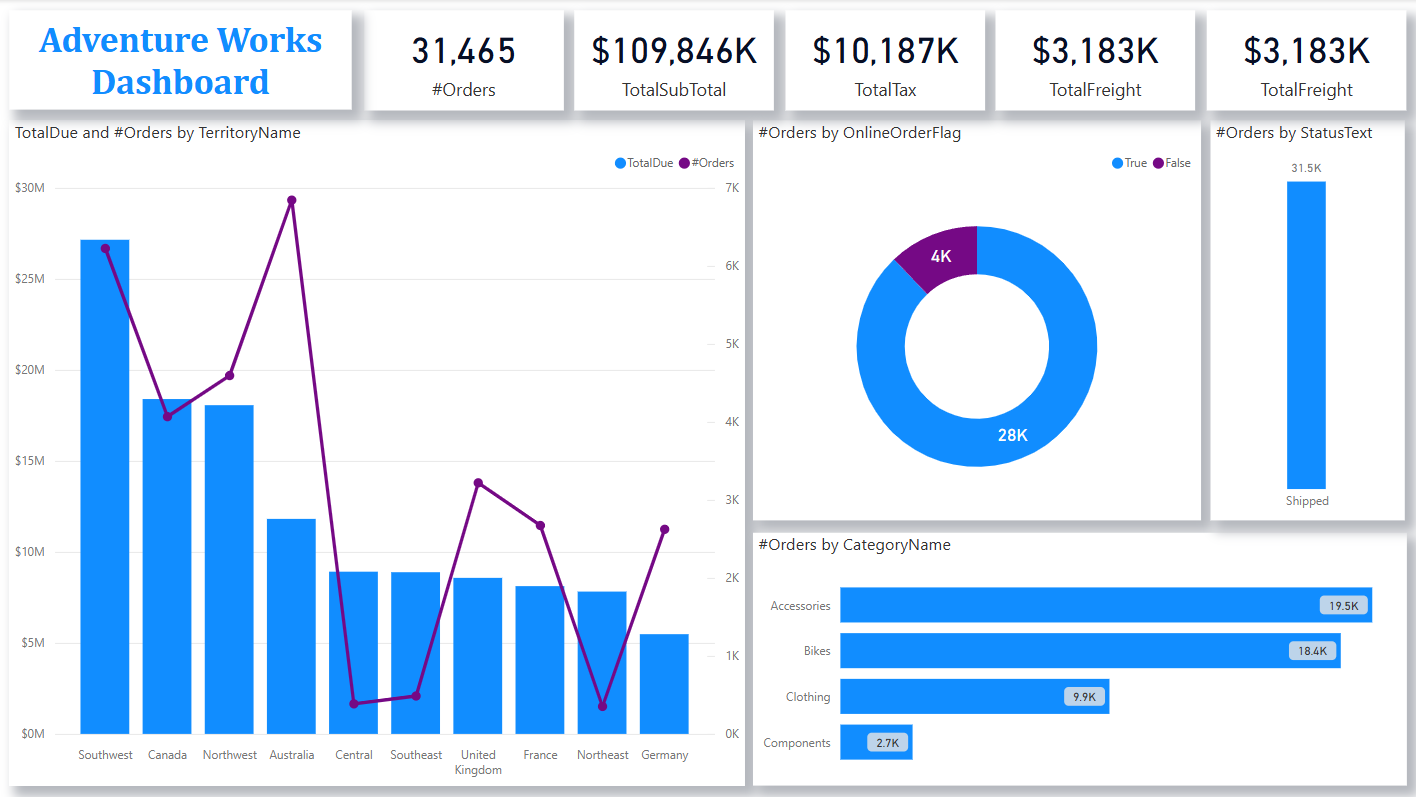 Adventure Works
Dashboard
31,465
#Orders
$109,846K
TotalSubTotal
$10,187K
TotalTax
$3,183K
TotalFreight
$3,183K
TotalFreight
TotalDue and #Orders by TerritoryName
TotalDue #Orders
$30M
$25M
$20M
$15M
$10M
$5M
$0M
7K
6K
5K
4K
3K
2K
1K
0K
Southwest Canada Northwest Australia Central Southeast United Kingdom France Northeast Germany
#Orders by OnlineOrderFlag
True False
4K
28K
#Orders by StatusText
31.5K
Shipped
#Orders by CategoryName
Accessories 19.5K
Bikes 18.4K
Clothing 9.9K
Components 2.7K